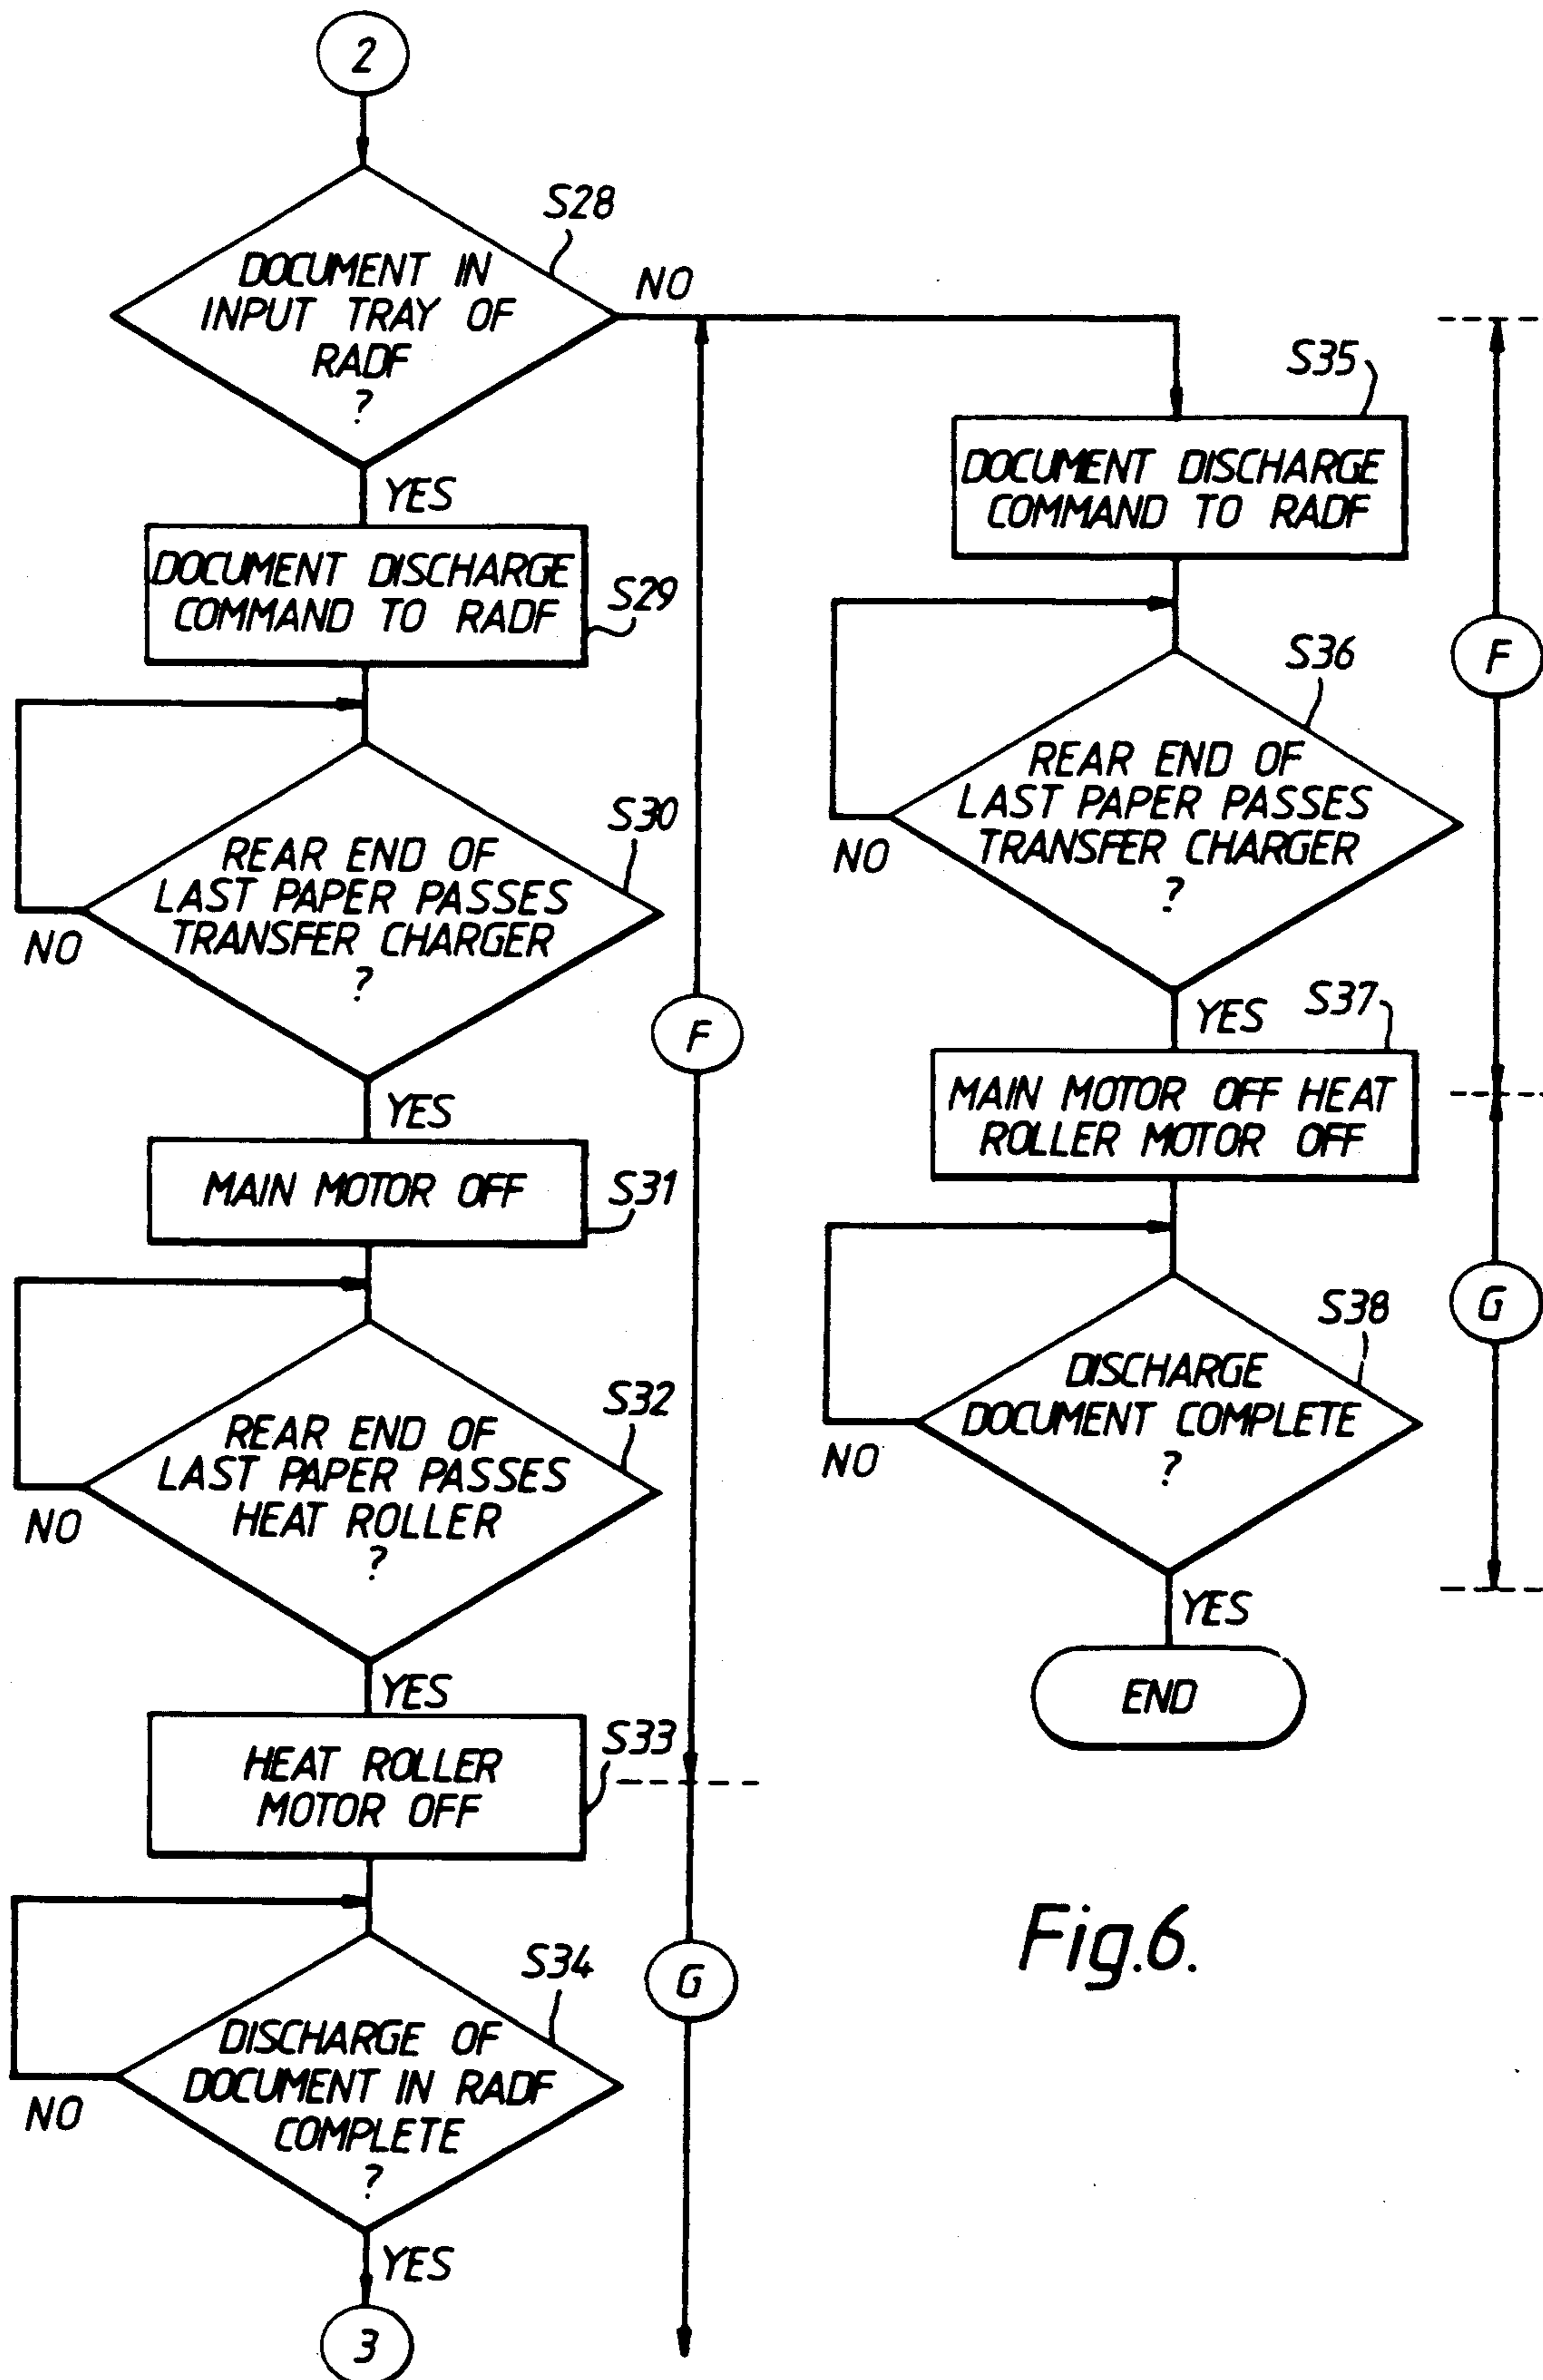 2
S28
DOCUMENT IN
INPUT TRAY OF
RADF
?
NO
YES
DOCUMENT DISCHARGE
COMMAND TO RADF
S29
S30
REAR END OF
LAST PAPER PASSES
TRANSFER CHARGER
?
NO
YES
MAIN MOTOR OFF
S31
S32
REAR END OF
LAST PAPER PASSES
HEAT ROLLER
?
NO
YES
HEAT ROLLER
MOTOR OFF
S33
S34
DISCHARGE OF
DOCUMENT IN RADF
COMPLETE
?
NO
YES
3
F
G
S35
DOCUMENT DISCHARGE
COMMAND TO RADF
S36
REAR END OF
LAST PAPER PASSES
TRANSFER CHARGER
?
NO
YES
S37
MAIN MOTOR OFF HEAT
ROLLER MOTOR OFF
S38
DISCHARGE
DOCUMENT COMPLETE
?
NO
YES
END
F
G
Fig.6.